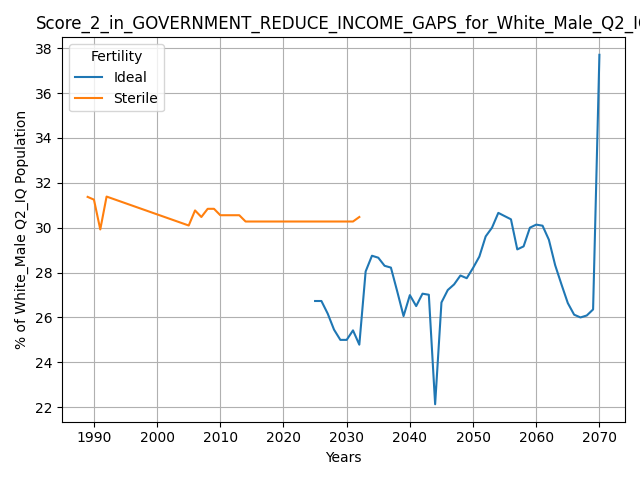 Score_2_in_GOVERNMENT_REDUCE_INCOME_GAPS_for_White_Male_Q2_IQ
Fertility
Ideal
Sterile
% of White_Male Q2_IQ Population
38
36
34
32
30
28
26
24
22
1990 2000 2010 2020 2030 2040 2050 2060 2070
Years